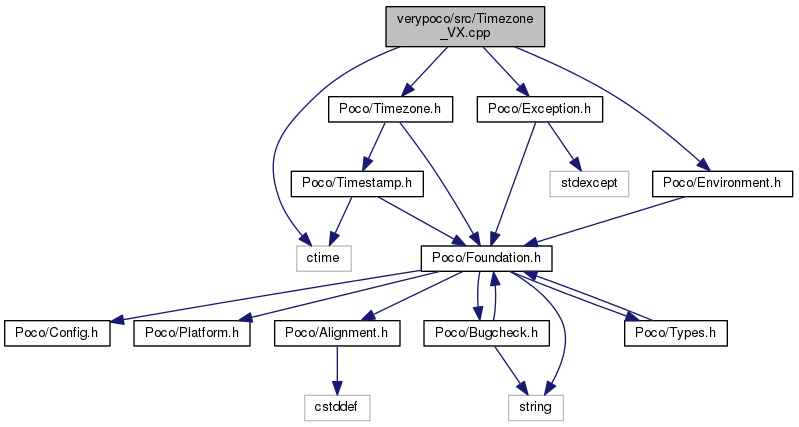 verypoco/src/Timezone
_VX.cpp
Poco/Timezone.h
Poco/Exception.h
Poco/Timestamp.h
stdexcept
Poco/Environment.h
ctime
Poco/Foundation.h
Poco/Config.h
Poco/Platform.h
Poco/Alignment.h
Poco/Bugcheck.h
Poco/Types.h
cstddef
string